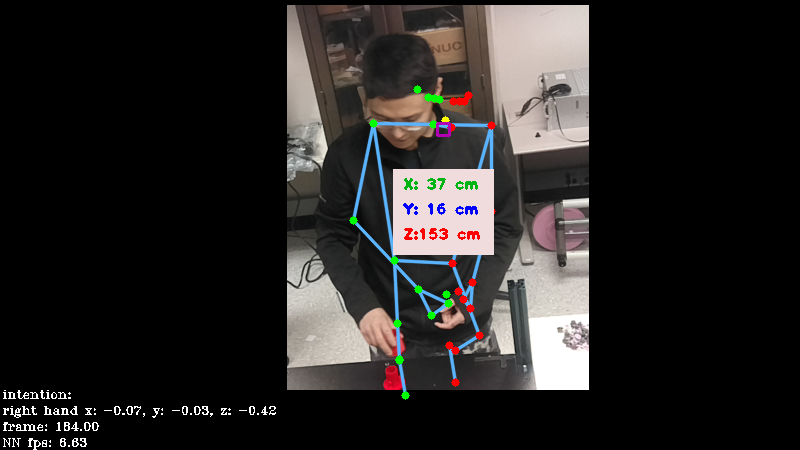 NUC
X: 37 cm
Y: 16 cm
Z:153 cm
intention:
right hand x: -0.07, y: -0.03, z: -0.42
frame: 184.00
NN fps: 6.63